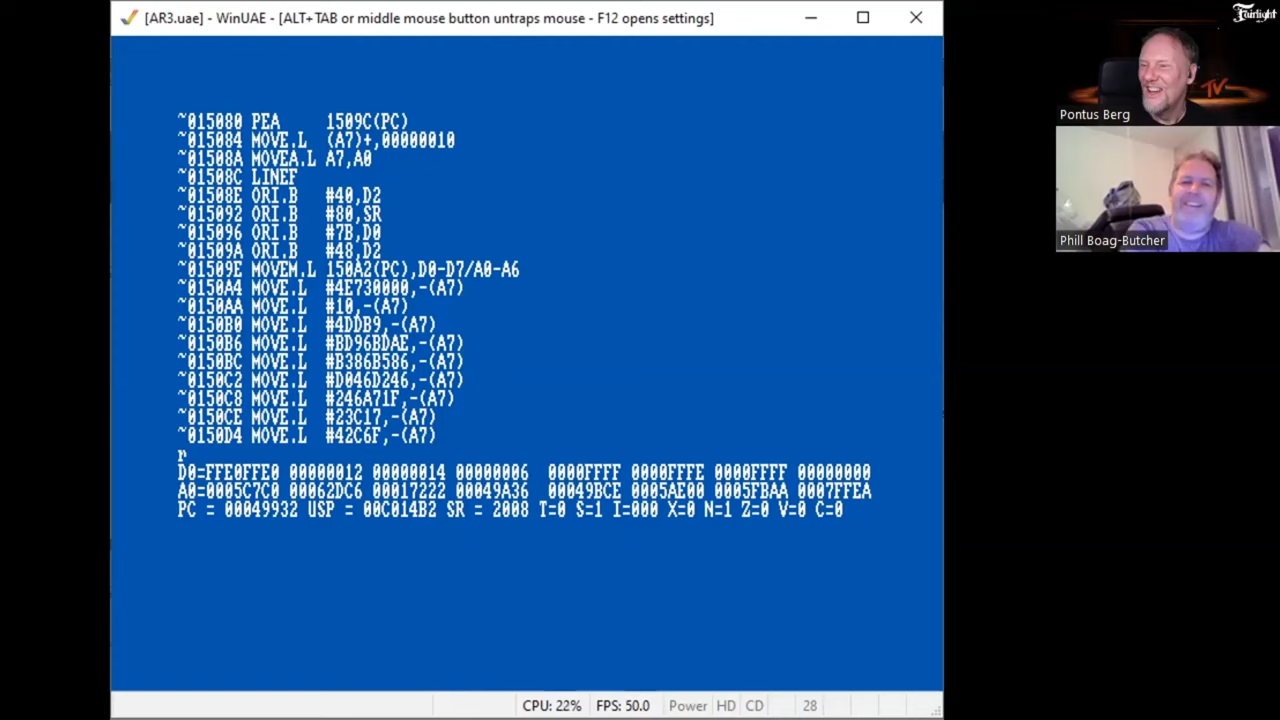 [AR3.uae] - WinUAE - [ALT+TAB or middle mouse button untraps mouse - F12 opens settings]
~015080 PEA 1509C(PC)
~015084 MOVE.L (A7)+,00000010
~01508A MOVEA.L A7,A0
~01508C LINEF
~01508E ORI.B #40,D2
~015092 ORI.B #80,SR
~015096 ORI.B #7B,D0
~01509A ORI.B #48,D2
~01509E MOVEM.L 150A2(PC),D0-D7/A0-A6
~0150A4 MOVE.L #4E730000,-(A7)
~0150AA MOVE.L #10,-(A7)
~0150B0 MOVE.L #4DDB9,-(A7)
~0150B6 MOVE.L #BD96BDAE,-(A7)
~0150BC MOVE.L #B386B586,-(A7)
~0150C2 MOVE.L #D046D246,-(A7)
~0150C8 MOVE.L #246A71F,-(A7)
~0150CE MOVE.L #23C17,-(A7)
~0150D4 MOVE.L #42C6F,-(A7)
r
D0=FFE0FFE0 00000012 00000014 00000006 0000FFFF 0000FFFE 0000FFFF 00000000
A0=0005C7C0 00062DC6 00017222 00049A36 00049BCE 0005AE00 0005FBAA 0007FFEA
PC = 00049932 USP = 00C014B2 SR = 2008 T=0 S=1 I=000 X=0 N=1 Z=0 V=0 C=0
CPU: 22% FPS: 50.0 Power HD CD 28
Fairlight
TV
Pontus Berg
Phill Boag-Butcher